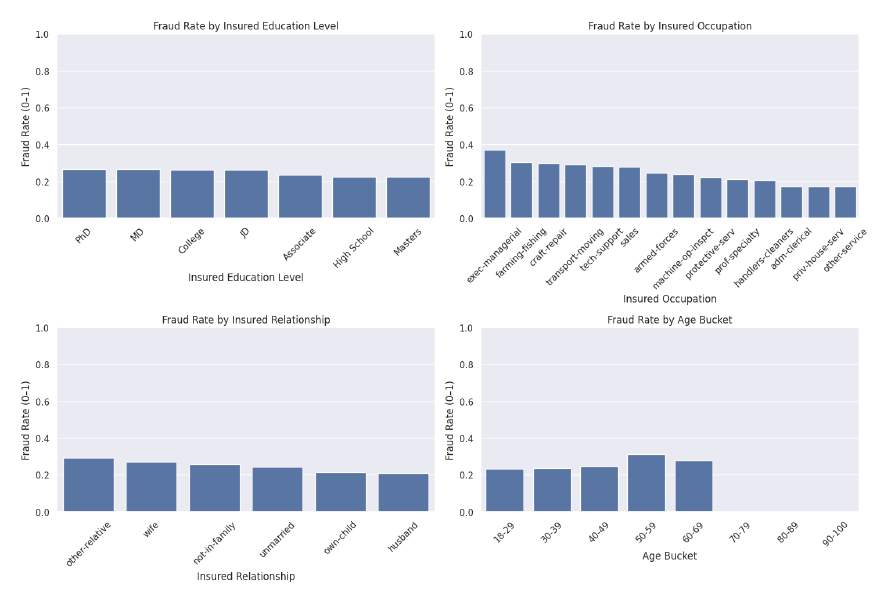 Fraud Rate by Insured Education Level
Fraud Rate (0–1)
1.0
0.8
0.6
0.4
0.2
0.0
PhD
MD
College
JD
Associate
High School
Masters
Insured Education Level
Fraud Rate by Insured Occupation
Fraud Rate (0–1)
1.0
0.8
0.6
0.4
0.2
0.0
exec-managerial
farming-fishing
craft-repair
transport-moving
tech-support
sales
armed-forces
machine-op-inspct
protective-serv
prof-specialty
handlers-cleaners
adm-clerical
priv-house-serv
other-service
Insured Occupation
Fraud Rate by Insured Relationship
Fraud Rate (0–1)
1.0
0.8
0.6
0.4
0.2
0.0
other-relative
wife
not-in-family
unmarried
own-child
husband
Insured Relationship
Fraud Rate by Age Bucket
Fraud Rate (0–1)
1.0
0.8
0.6
0.4
0.2
0.0
18-29
30-39
40-49
50-59
60-69
70-79
80-89
90-100
Age Bucket